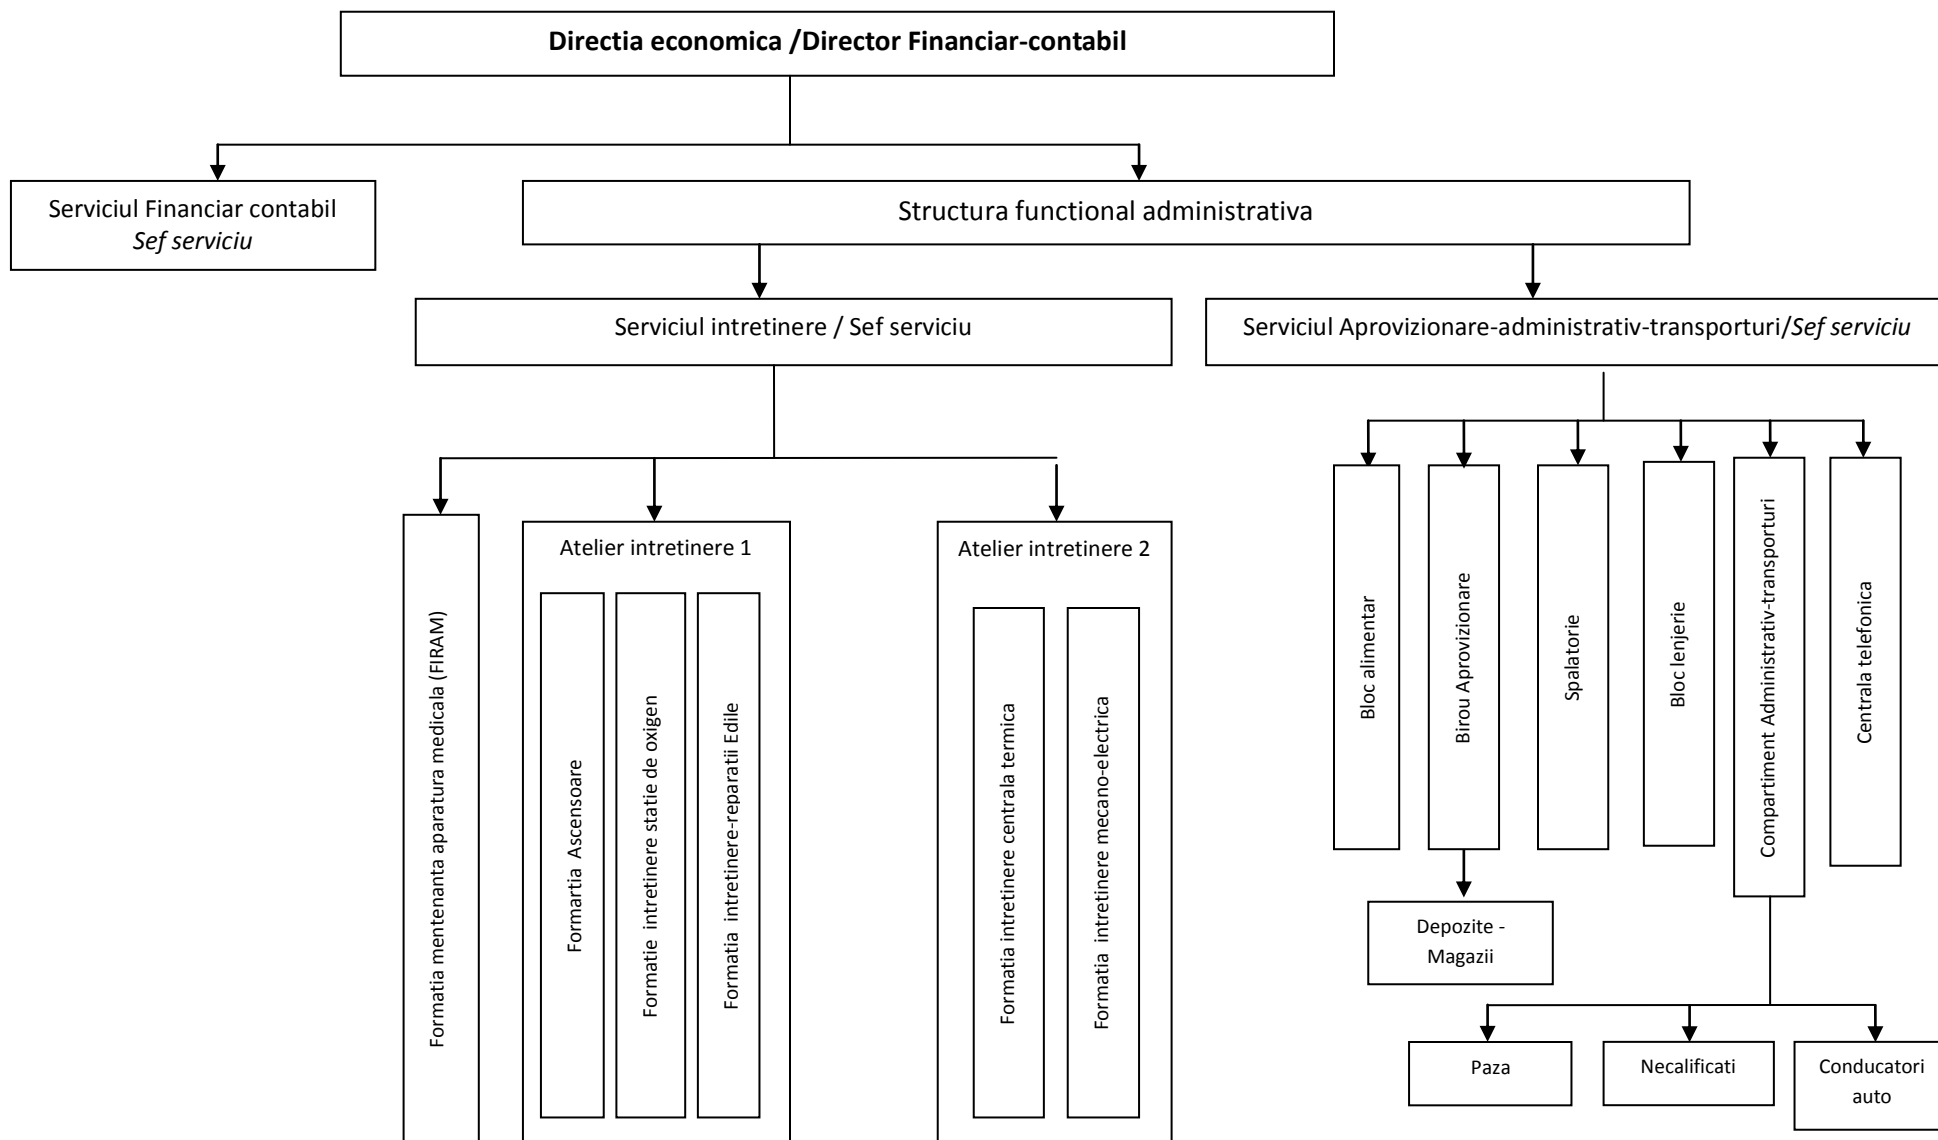 Directia economica /Director Financiar-contabil
Serviciul Financiar contabil
Sef serviciu
Structura functional administrativa
Serviciul intretinere / Sef serviciu
Serviciul Aprovizionare-administrativ-transporturi/Sef serviciu
Formatia mentenanta aparatura medicala (FIRAM)
Atelier intretinere 1
Formartia Ascensoare
Formatie intretinere statie de oxigen
Formatia intretinere-reparatii Edile
Atelier intretinere 2
Formatia intretinere centrala termica
Formatia intretinere mecano-electrica
Bloc alimentar
Birou Aprovizionare
Spalatorie
Bloc lenjerie
Compartiment Administrativ-transporturi
Centrala telefonica
Depozite -
Magazii
Paza
Necalificati
Conducatori
auto